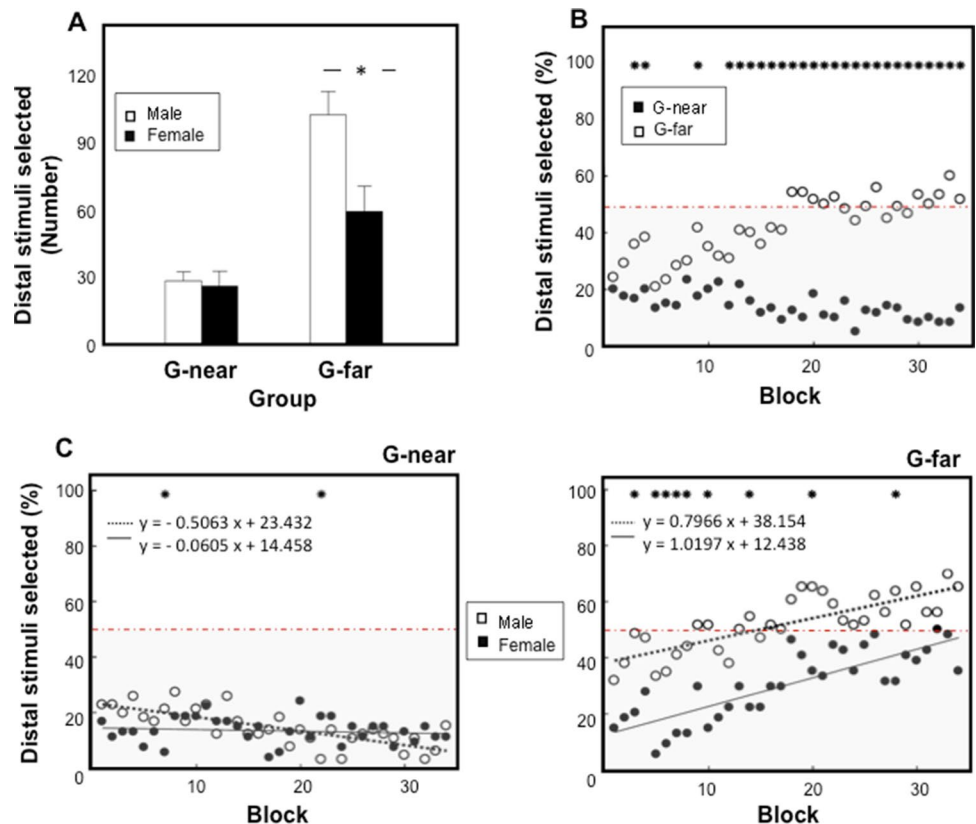 A
Distal stimuli selected
(Number)
120
90
60
30
0
Male
Female
*
G-near
G-far
Group
B
Distal stimuli selected (%)
100
80
60
40
20
0
G-near
G-far
10
20
30
Block
C
G-near
Distal stimuli selected (%)
100
80
60
40
20
0
y = - 0.5063 x + 23.432
y = - 0.0605 x + 14.458
10
20
30
Block
Male
Female
G-far
100
80
60
40
20
0
y = 0.7966 x + 38.154
y = 1.0197 x + 12.438
10
20
30
Block